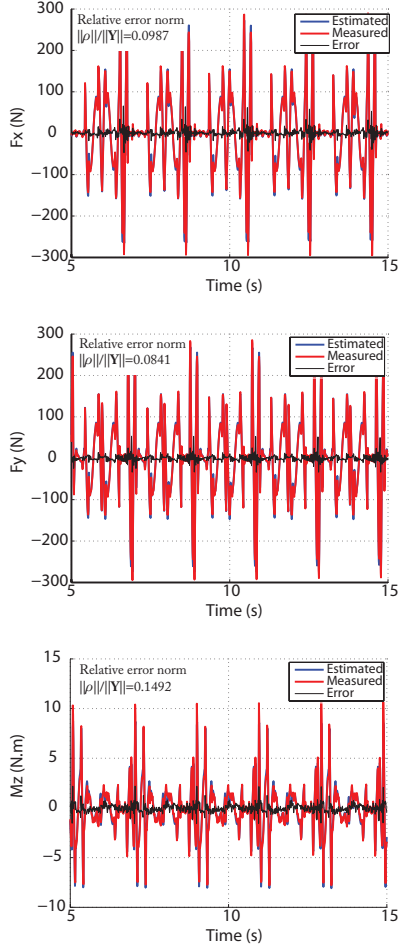 300
200
100
0
−100
−200
−300
Fx (N)
Relative error norm
||ρ||/||Y||=0.0987
Estimated
Measured
Error
5
10
15
Time (s)
300
200
100
0
−100
−200
−300
Fy (N)
Relative error norm
||ρ||/||Y||=0.0841
Estimated
Measured
Error
5
10
15
Time (s)
15
10
5
0
−5
−10
Mz (N.m)
Relative error norm
||ρ||/||Y||=0.1492
Estimated
Measured
Error
5
10
15
Time (s)